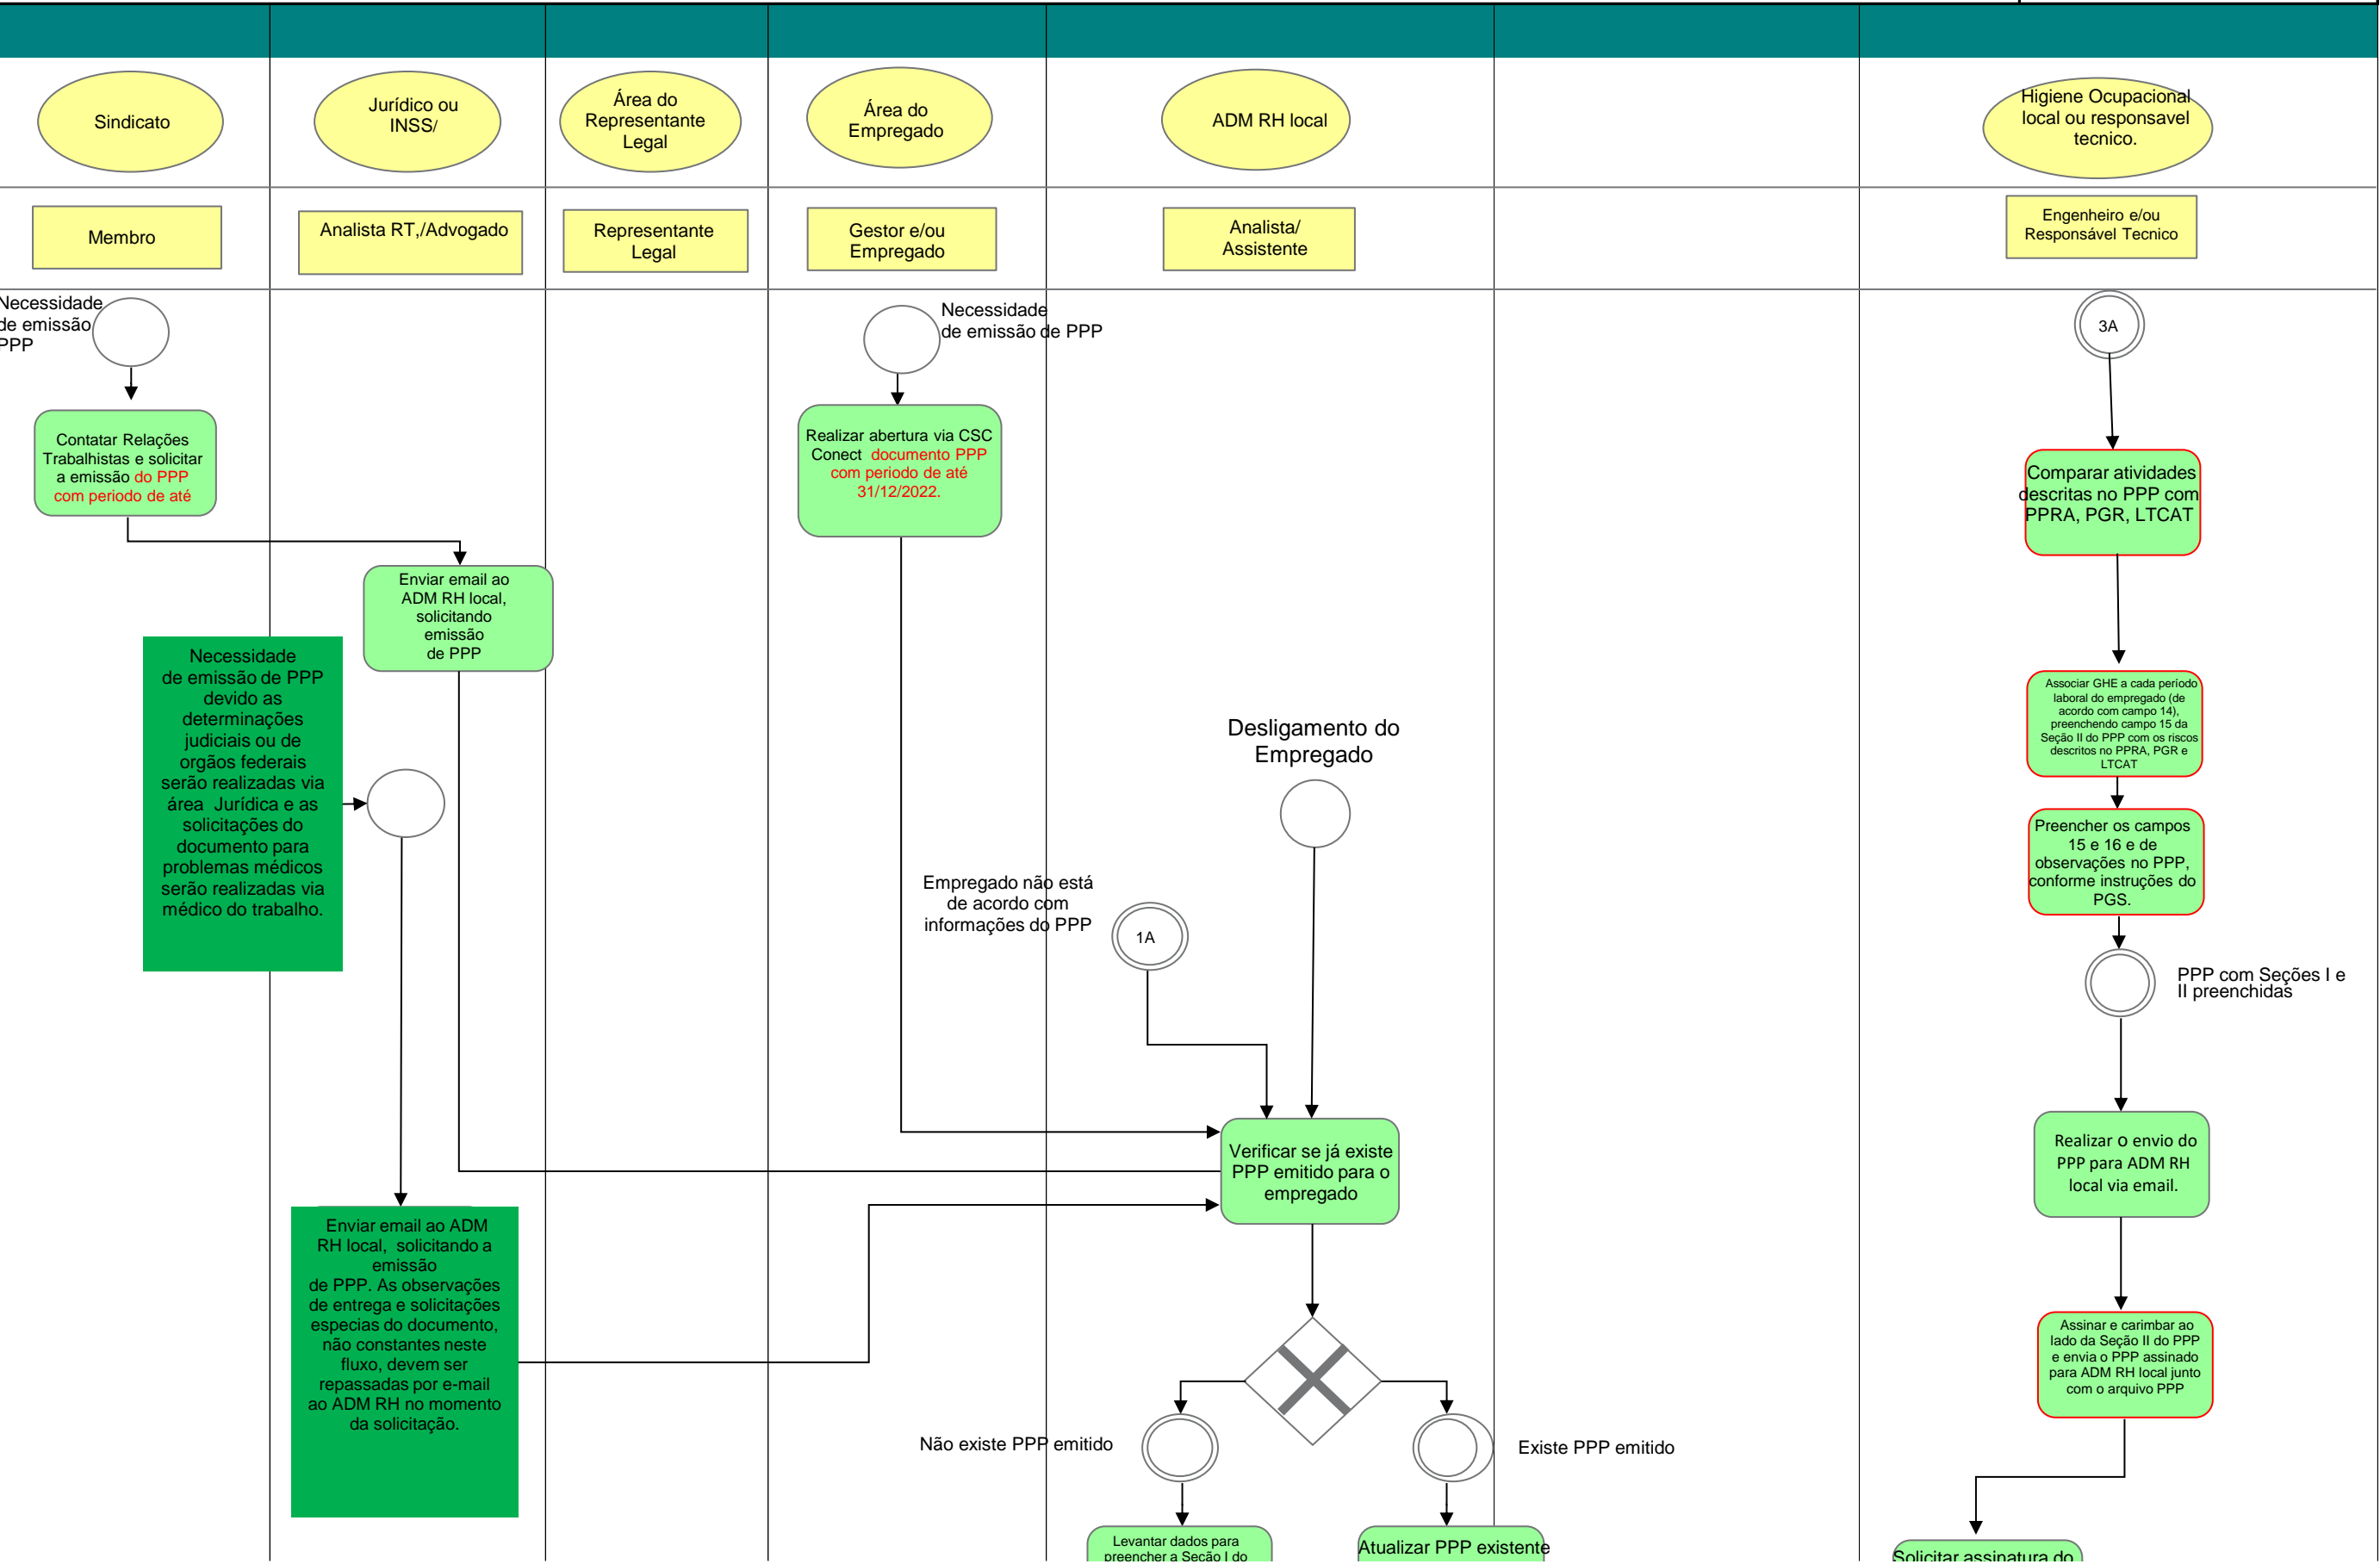 Sindicato
Jurídico ou
INSS/
Área do
Representante
Legal
Área do
Empregado
ADM RH local
Higiene Ocupacional
local ou responsavel
tecnico.
Membro
Analista RT,/Advogado
Representante
Legal
Gestor e/ou
Empregado
Analista/
Assistente
Engenheiro e/ou
Responsável Tecnico
Necessidade
de emissão
PPP
Contatar Relações
Trabalhistas e solicitar
a emissão do PPP
com periodo de até
Enviar email ao
ADM RH local,
solicitando
emissão
de PPP
Necessidade
de emissão de PPP
devido as
determinações
judiciais ou de
orgãos federais
serão realizadas via
área Jurídica e as
solicitações do
documento para
problemas médicos
serão realizadas via
médico do trabalho.
Enviar email ao ADM
RH local, solicitando a
emissão
de PPP. As observações
de entrega e solicitações
especias do documento,
não constantes neste
fluxo, devem ser
repassadas por e-mail
ao ADM RH no momento
da solicitação.
Necessidade
de emissão de PPP
Realizar abertura via CSC
Conect documento PPP
com periodo de até
31/12/2022.
Desligamento do
Empregado
Empregado não está
de acordo com
informações do PPP
1A
Verificar se já existe
PPP emitido para o
empregado
Não existe PPP emitido
Existe PPP emitido
Levantar dados para
preencher a Seção I do
Atualizar PPP existente
3A
Comparar atividades
descritas no PPP com
PPRA, PGR, LTCAT
Associar GHE a cada período
laboral do empregado (de
acordo com campo 14),
preenchendo campo 15 da
Seção II do PPP com os riscos
descritos no PPRA, PGR e
LTCAT
Preencher os campos
15 e 16 e de
observações no PPP,
conforme instruções do
PGS.
PPP com Seções I e
II preenchidas
Realizar o envio do
PPP para ADM RH
local via email.
Assinar e carimbar ao
lado da Seção II do PPP
e envia o PPP assinado
para ADM RH local junto
com o arquivo PPP
Solicitar assinatura do